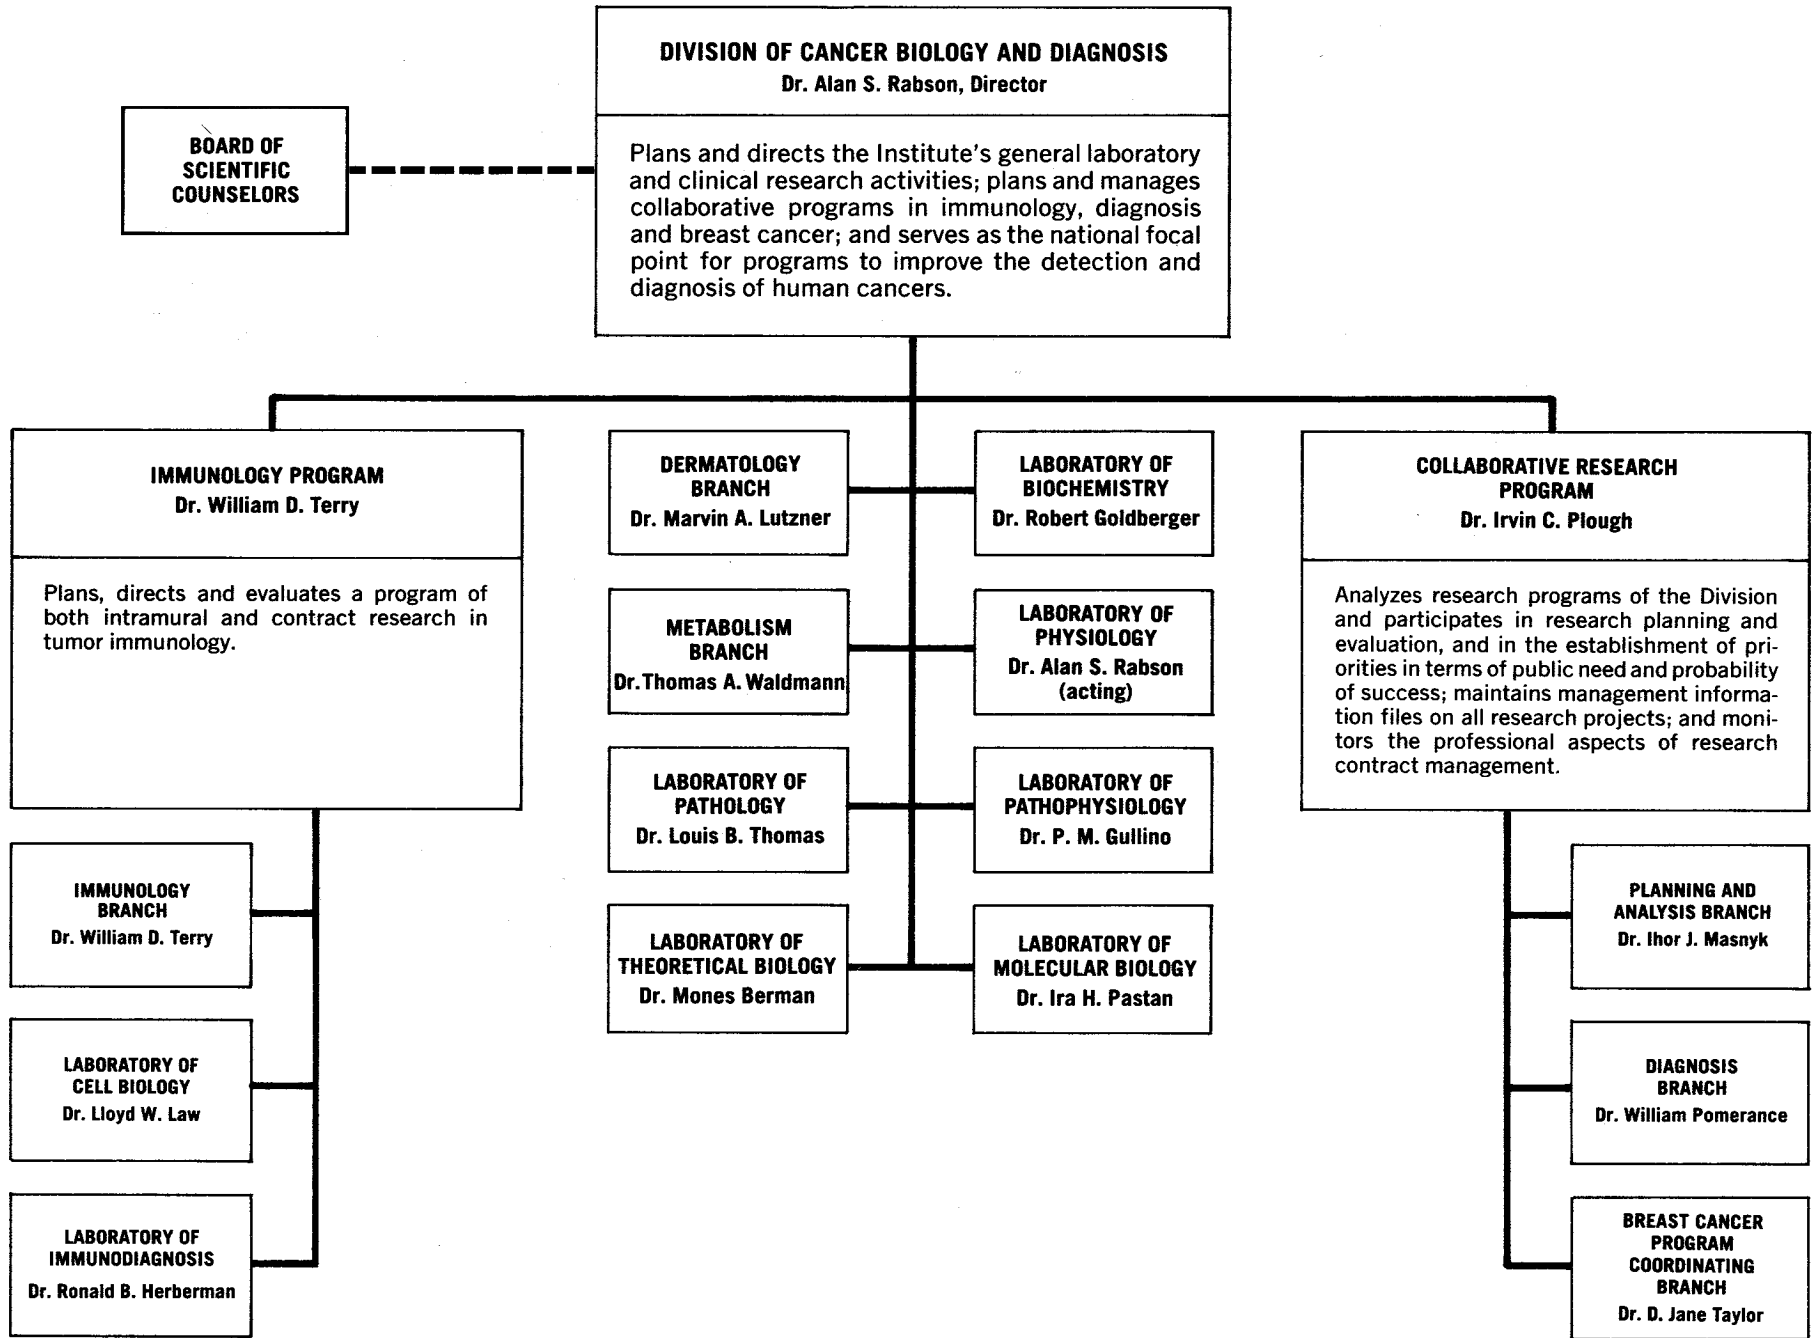 DIVISION OF CANCER BIOLOGY AND DIAGNOSIS
Dr. Alan S. Rabson, Director
Plans and directs the Institute's general laboratory
and clinical research activities; plans and manages
collaborative programs in immunology, diagnosis
and breast cancer; and serves as the national focal
point for programs to improve the detection and
diagnosis of human cancers.
BOARD OF
SCIENTIFIC
COUNSELORS
IMMUNOLOGY PROGRAM
Dr. William D. Terry
Plans, directs and evaluates a program of
both intramural and contract research in
tumor immunology.
IMMUNOLOGY
BRANCH
Dr. William D. Terry
LABORATORY OF
CELL BIOLOGY
Dr. Lloyd W. Law
LABORATORY OF
IMMUNODIAGNOSIS
Dr. Ronald B. Herberman
DERMATOLOGY
BRANCH
Dr. Marvin A. Lutzner
LABORATORY OF
BIOCHEMISTRY
Dr. Robert Goldberger
METABOLISM
BRANCH
Dr.Thomas A. Waldmann
LABORATORY OF
PHYSIOLOGY
Dr. Alan S. Rabson
(acting)
LABORATORY OF
PATHOLOGY
Dr. Louis B. Thomas
LABORATORY OF
PATHOPHYSIOLOGY
Dr. P. M. Gullino
LABORATORY OF
THEORETICAL BIOLOGY
Dr. Mones Berman
LABORATORY OF
MOLECULAR BIOLOGY
Dr. Ira H. Pastan
COLLABORATIVE RESEARCH
PROGRAM
Dr. Irvin C. Plough
Analyzes research programs of the Division
and participates in research planning and
evaluation, and in the establishment of pri-
orities in terms of public need and probability
of success; maintains management informa-
tion files on all research projects; and moni-
tors the professional aspects of research
contract management.
PLANNING AND
ANALYSIS BRANCH
Dr. Ihor J. Masnyk
DIAGNOSIS
BRANCH
Dr. William Pomerance
BREAST CANCER
PROGRAM
COORDINATING
BRANCH
Dr. D. Jane Taylor